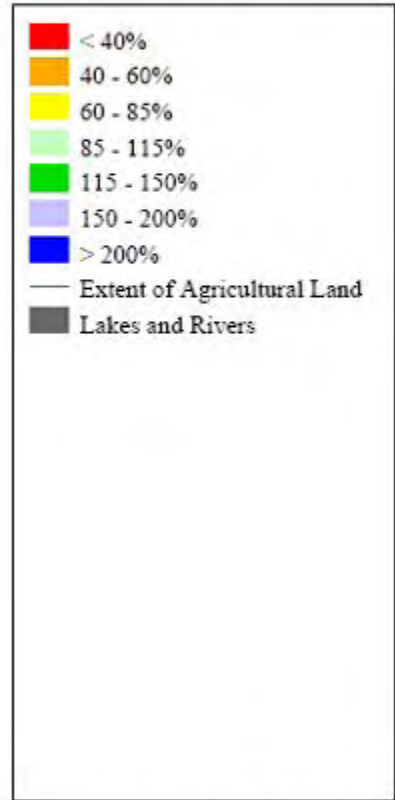 < 40%
40 - 60%
60 - 85%
85 - 115%
115 - 150%
150 - 200%
> 200%
Extent of Agricultural Land
Lakes and Rivers